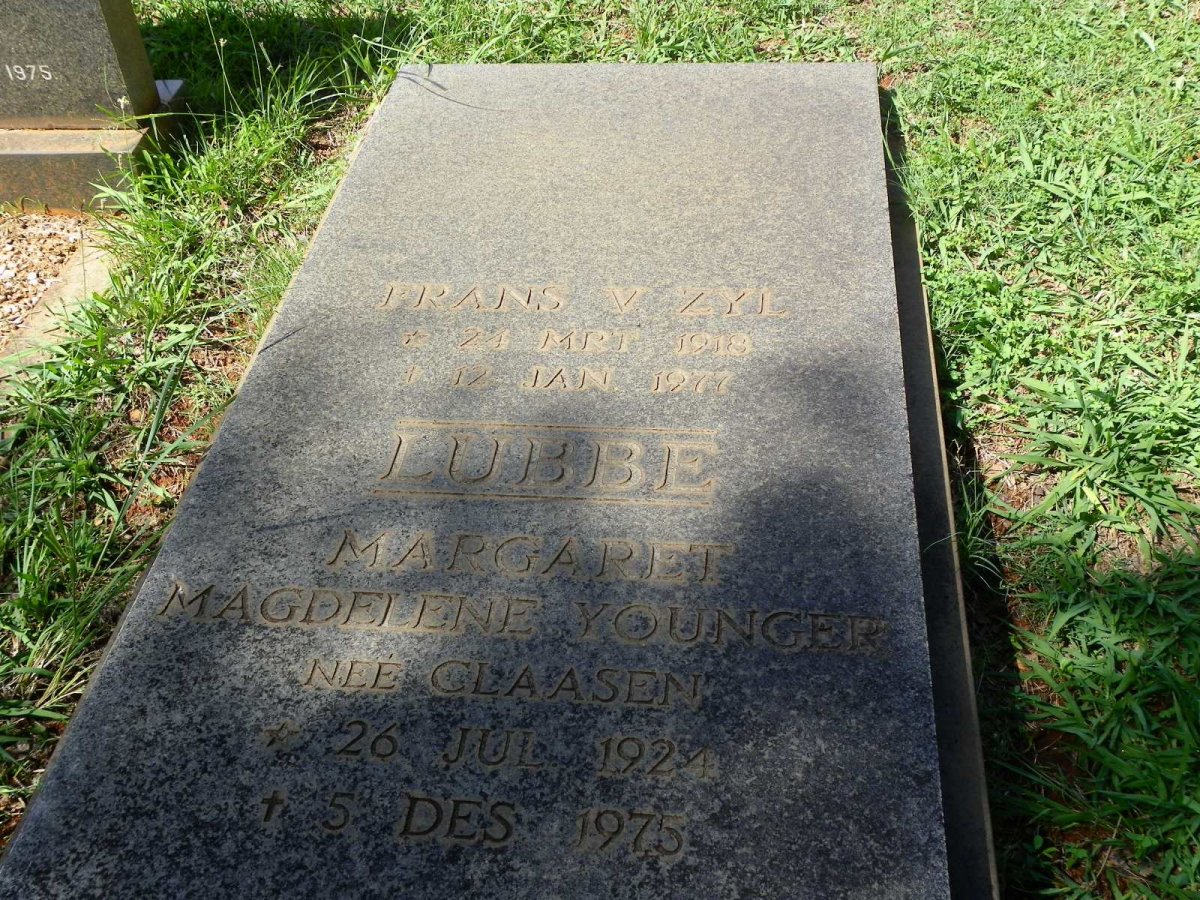 1975
FRANS V ZYL
* 24 MRT 1918
† 12 JAN 1977
LUBBE
MARGARET
MAGDELENE YOUNGER
NEÉ CLAASEN
* 26 JUL 1924
† 5 DES 1975